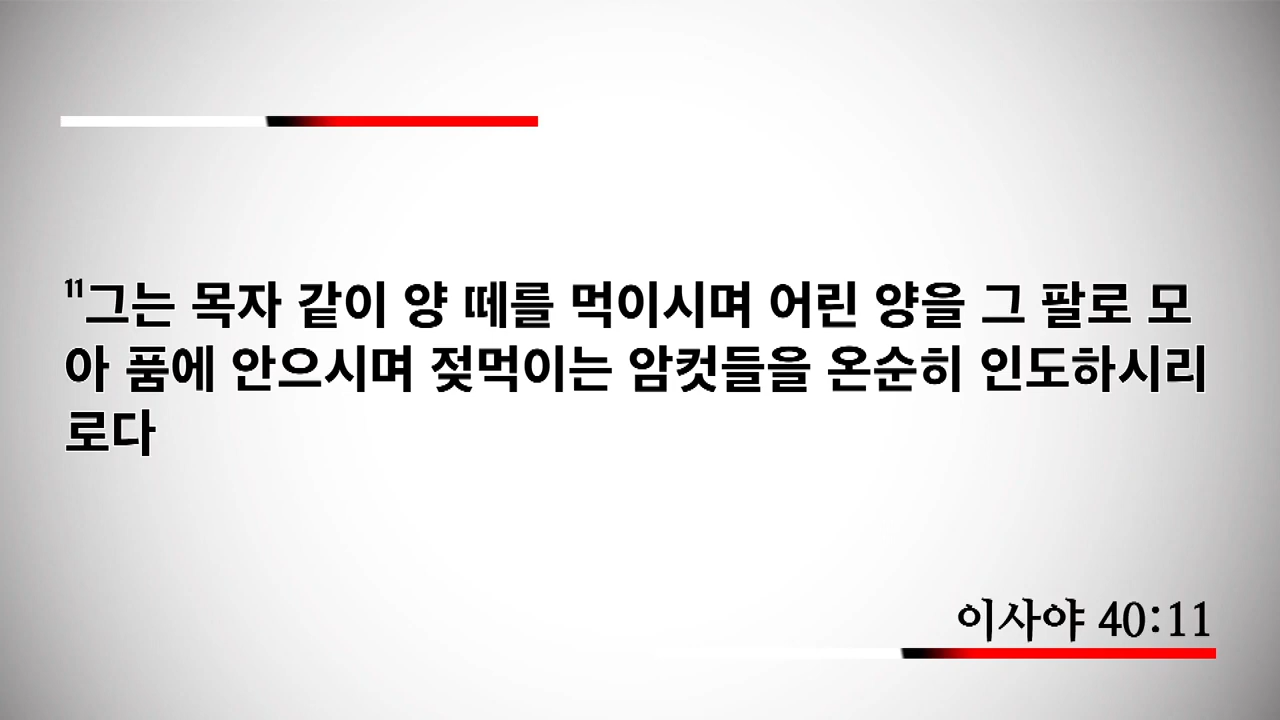 11그는 목자 같이 양 떼를 먹이시며 어린 양을 그 팔로 모
아 품에 안으시며 젖먹이는 암컷들을 온순히 인도하시리
로다
이사야 40:11